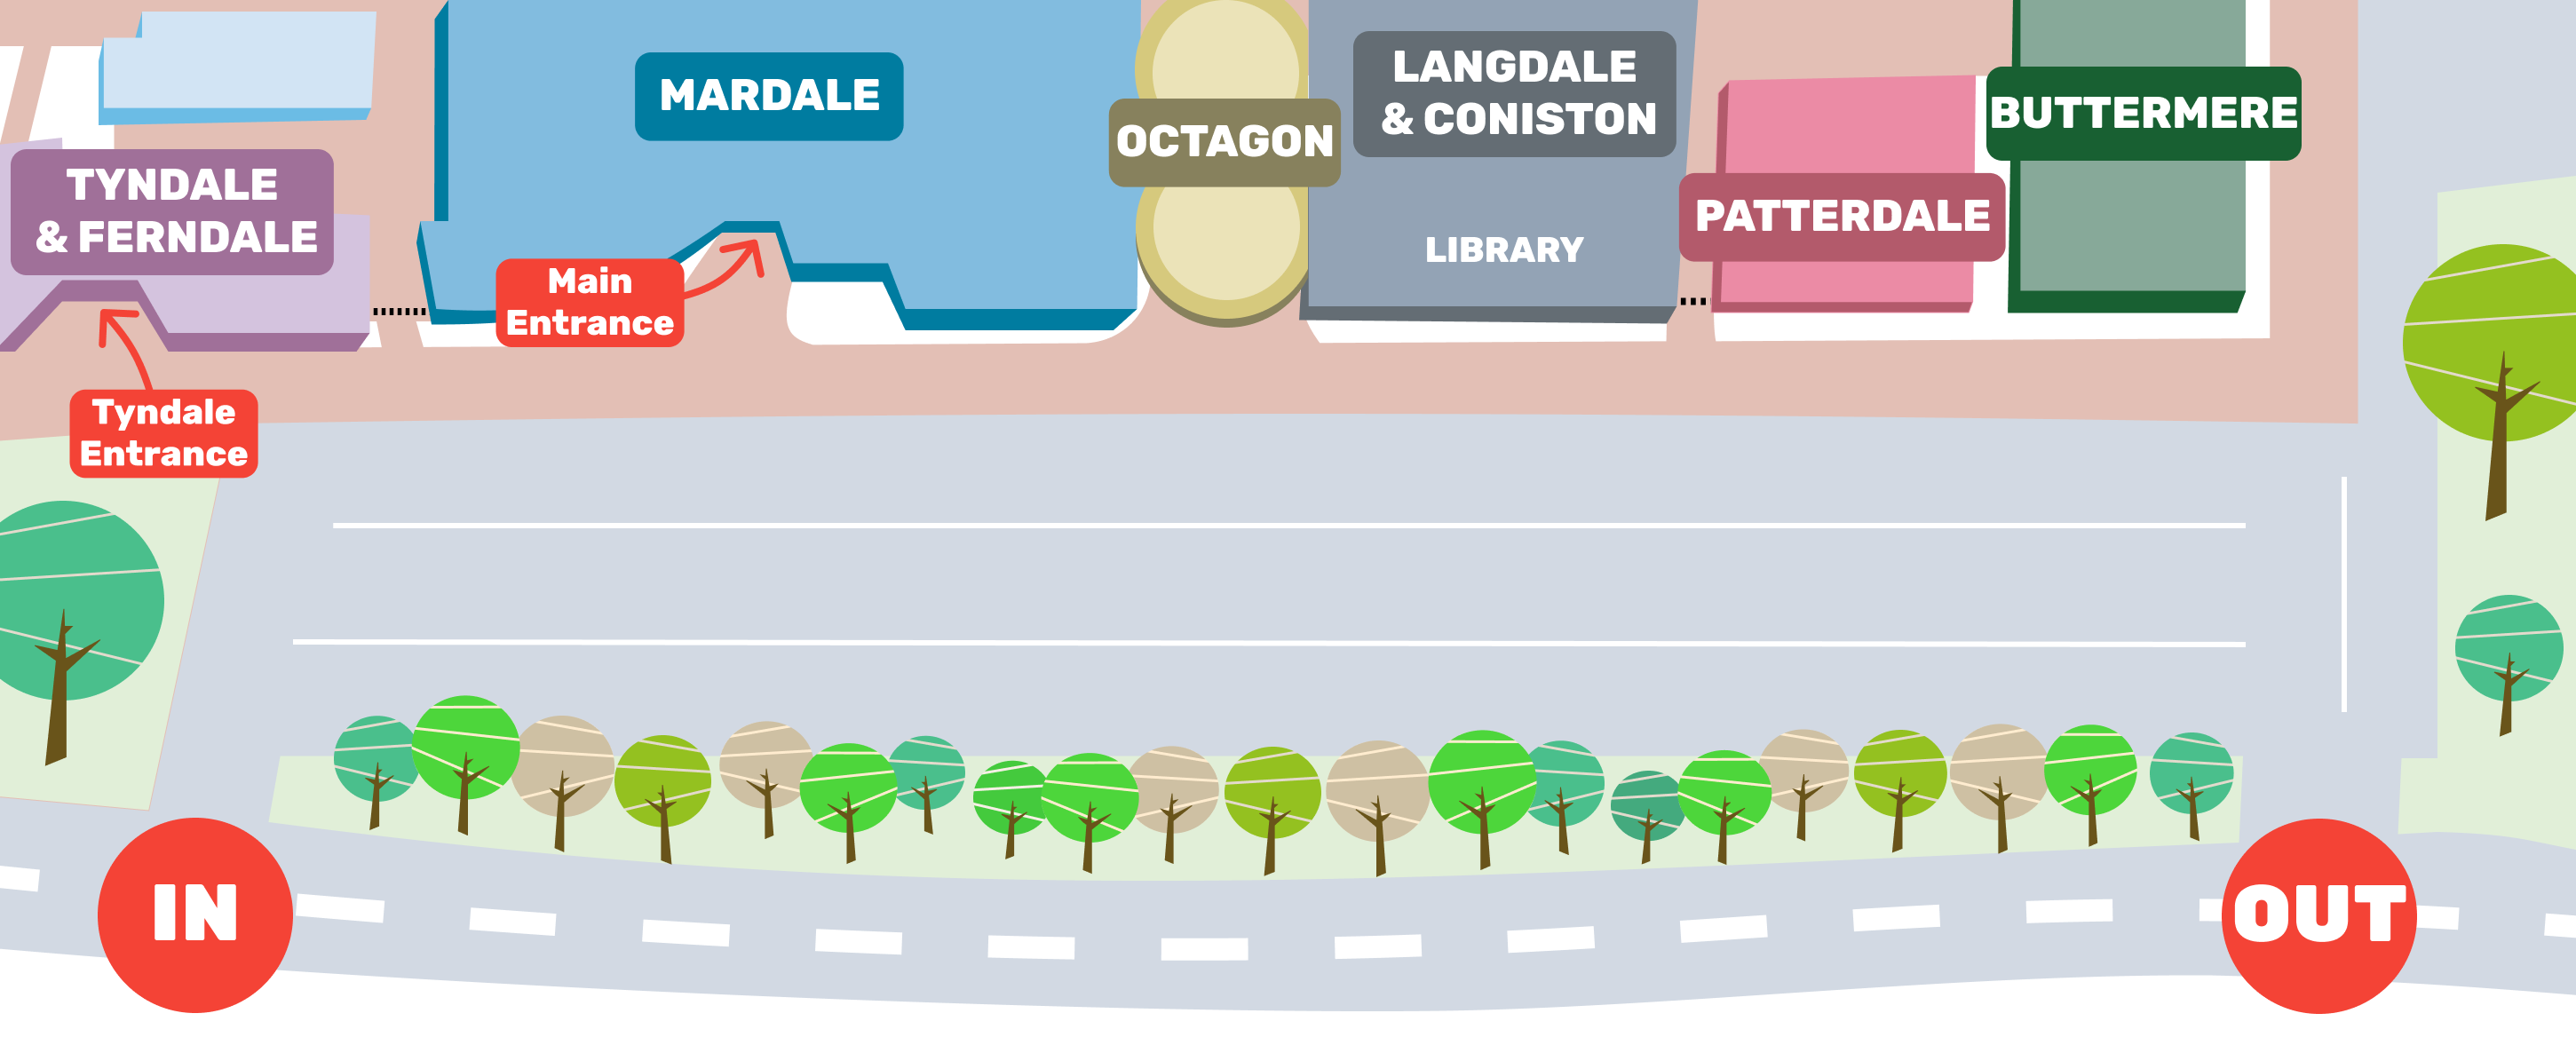 MARDALE
OCTAGON
LANGDALE
& CONISTON
BUTTERMERE
TYNDALE
& FERNDALE
PATTERDALE
LIBRARY
Main
Entrance
Tyndale
Entrance
IN
OUT